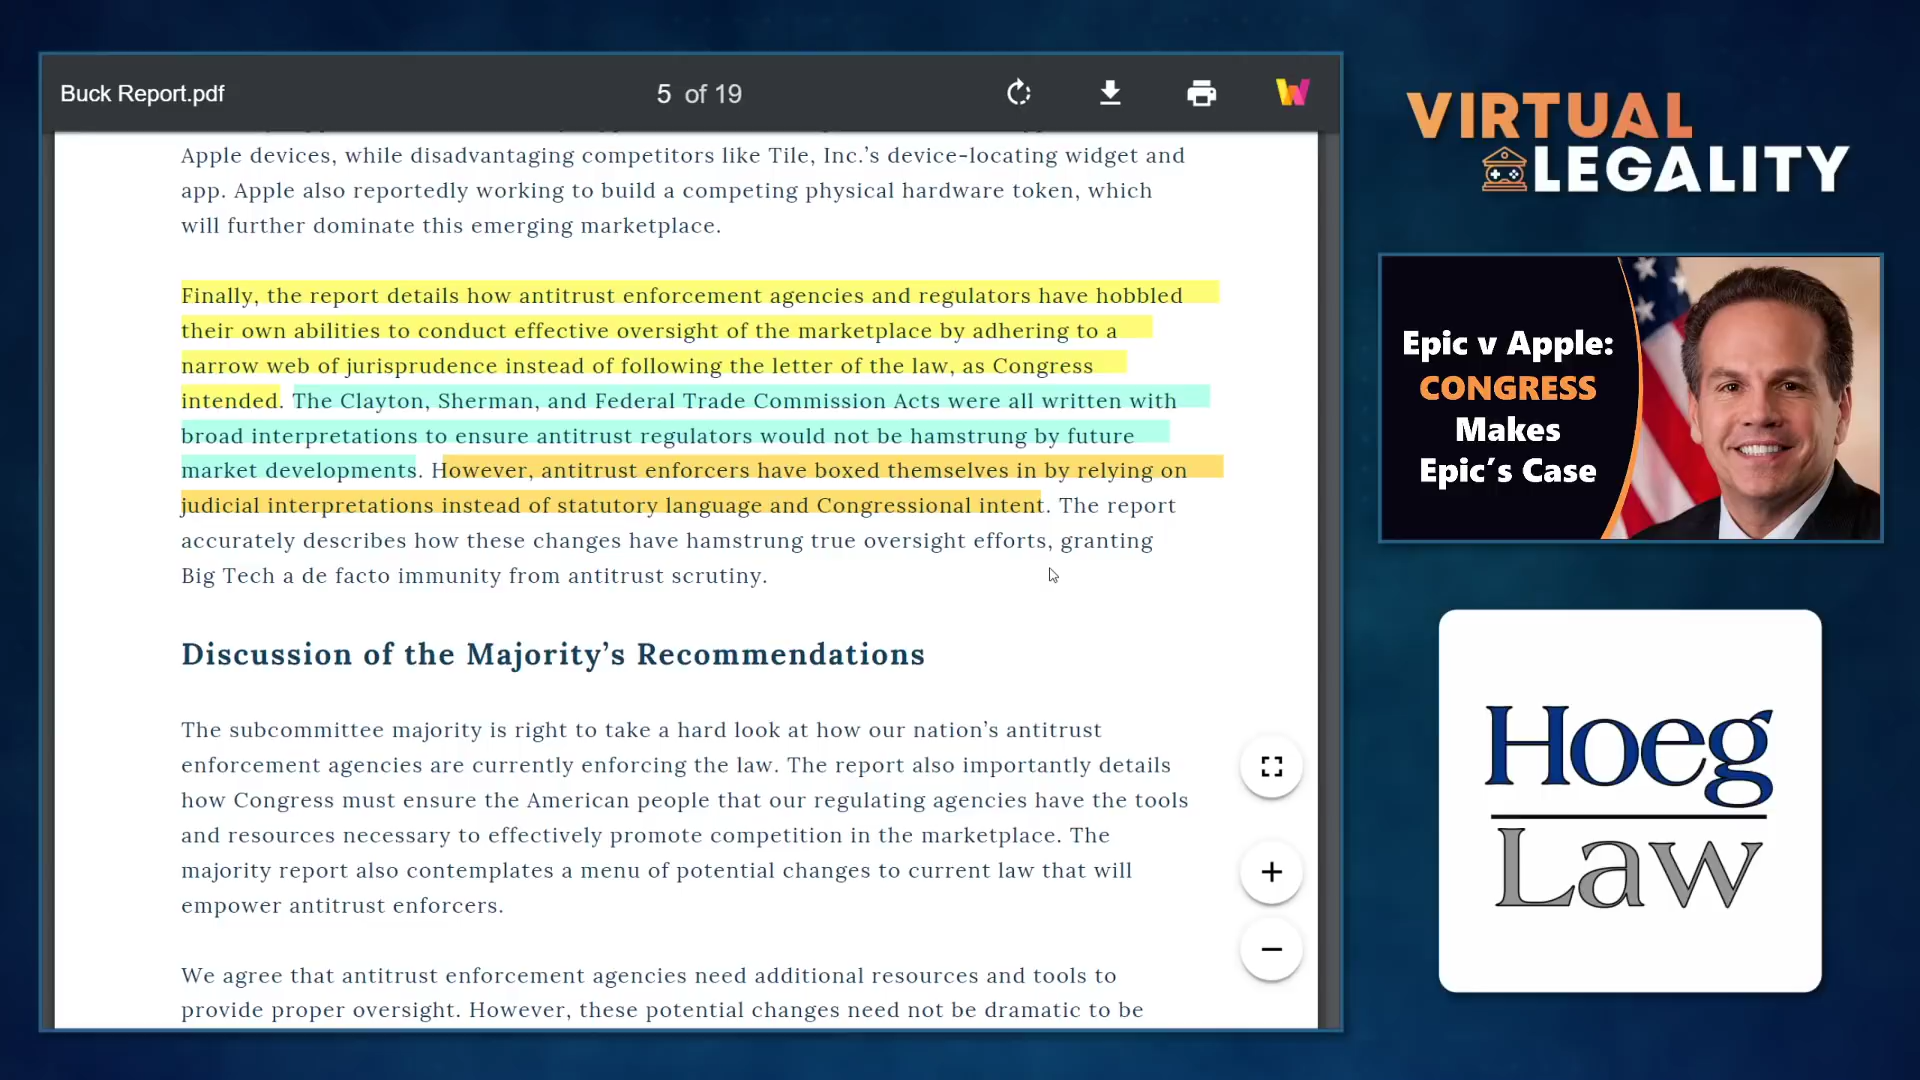 Buck Report.pdf
5 of 19
Apple devices, while disadvantaging competitors like Tile, Inc.’s device-locating widget and
app. Apple also reportedly working to build a competing physical hardware token, which
will further dominate this emerging marketplace.
Finally, the report details how antitrust enforcement agencies and regulators have hobbled
their own abilities to conduct effective oversight of the marketplace by adhering to a
narrow web of jurisprudence instead of following the letter of the law, as Congress
intended. The Clayton, Sherman, and Federal Trade Commission Acts were all written with
broad interpretations to ensure antitrust regulators would not be hamstrung by future
market developments. However, antitrust enforcers have boxed themselves in by relying on
judicial interpretations instead of statutory language and Congressional intent. The report
accurately describes how these changes have hamstrung true oversight efforts, granting
Big Tech a de facto immunity from antitrust scrutiny.
Discussion of the Majority’s Recommendations
The subcommittee majority is right to take a hard look at how our nation’s antitrust
enforcement agencies are currently enforcing the law. The report also importantly details
how Congress must ensure the American people that our regulating agencies have the tools
and resources necessary to effectively promote competition in the marketplace. The
majority report also contemplates a menu of potential changes to current law that will
empower antitrust enforcers.
We agree that antitrust enforcement agencies need additional resources and tools to
provide proper oversight. However, these potential changes need not be dramatic to be
VIRTUAL
LEGALITY
Epic v Apple:
CONGRESS
Makes
Epic’s Case
Hoeg
Law